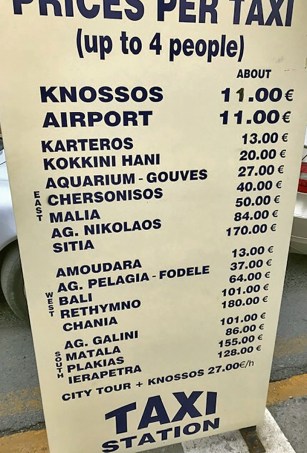 PRICES PER TAXI
(up to 4 people)
ABOUT
KNOSSOS 11.00 €
AIRPORT 11.00 €
EAST
KARTEROS 13.00 €
KOKKINI HANI 20.00 €
AQUARIUM - GOUVES 27.00 €
CHERSONISOS 40.00 €
MALIA 50.00 €
AG. NIKOLAOS 84.00 €
SITIA 170.00 €
WEST
AMOUDARA 13.00 €
AG. PELAGIA - FODELE 37.00 €
BALI 64.00 €
RETHYMNO 101.00 €
CHANIA 180.00 €
SOUTH
AG. GALINI 101.00 €
MATALA 86.00 €
PLAKIAS 155.00 €
IERAPETRA 128.00 €
CITY TOUR + KNOSSOS 27.00€/h
TAXI
STATION